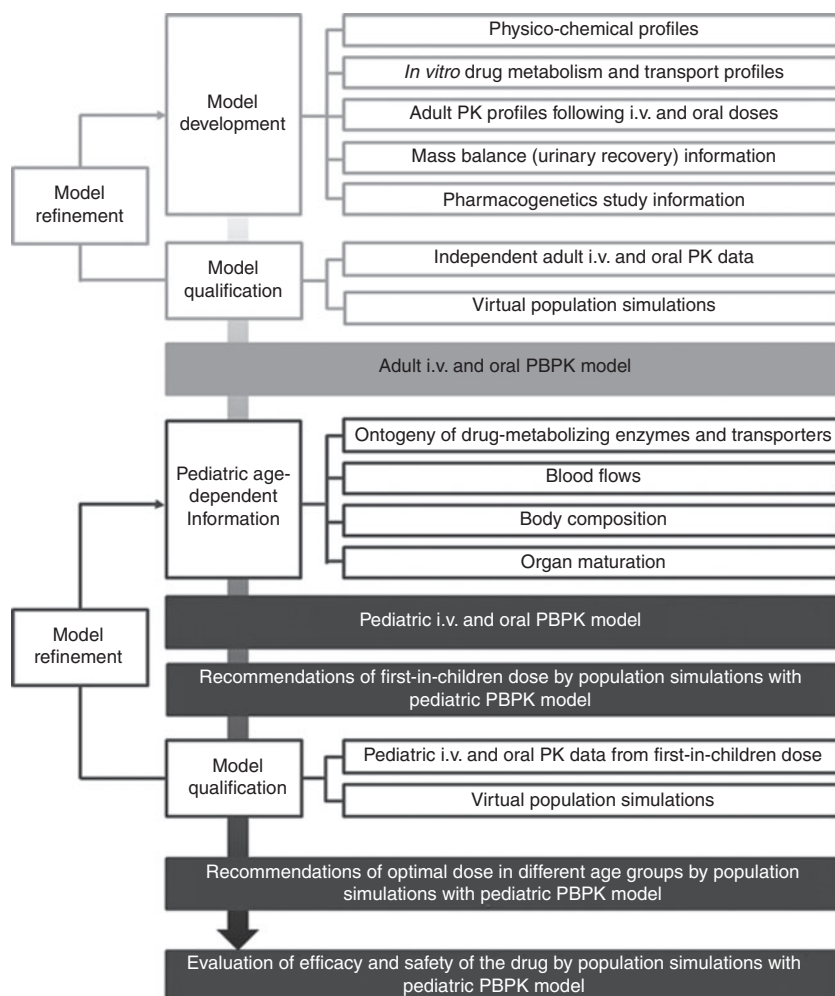 Physico-chemical profiles
In vitro drug metabolism and transport profiles
Model
development
Adult PK profiles following i.v. and oral doses
Mass balance (urinary recovery) information
Pharmacogenetics study information
Model
refinement
Model
qualification
Independent adult i.v. and oral PK data
Virtual population simulations
Adult i.v. and oral PBPK model
Ontogeny of drug-metabolizing enzymes and transporters
Pediatric age-
dependent
Information
Blood flows
Body composition
Organ maturation
Pediatric i.v. and oral PBPK model
Model
refinement
Recommendations of first-in-children dose by population simulations with
pediatric PBPK model
Model
qualification
Pediatric i.v. and oral PK data from first-in-children dose
Virtual population simulations
Recommendations of optimal dose in different age groups by population
simulations with pediatric PBPK model
Evaluation of efficacy and safety of the drug by population simulations with
pediatric PBPK model